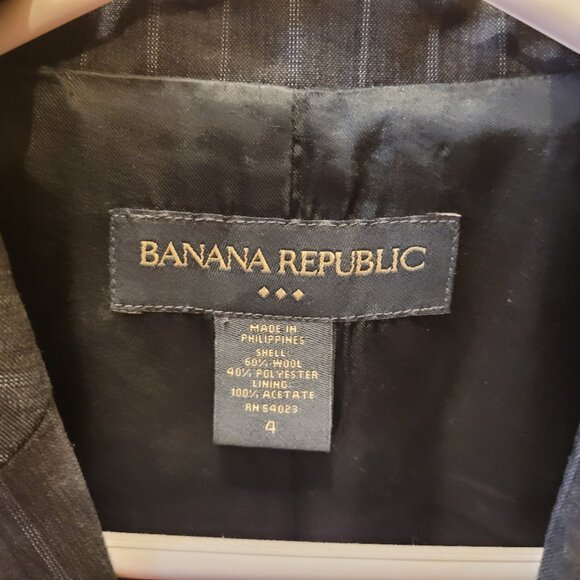 BANANA REPUBLIC
MADE IN
PHILIPPINES
SHELL:
60% WOOL
40% POLYESTER
LINING:
100% ACETATE
RN 54023
4